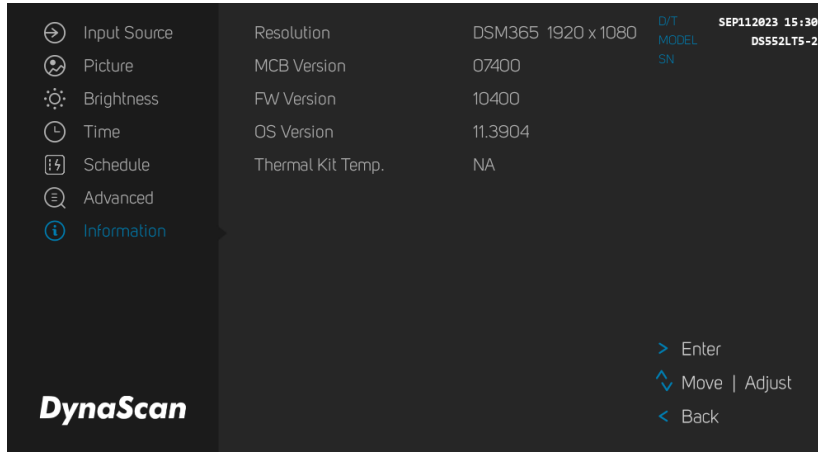 Input Source
Picture
Brightness
Time
Schedule
Advanced
Information
DynaScan
Resolution DSM365 1920 x 1080
MCB Version 07400
FW Version 10400
OS Version 11.3904
Thermal Kit Temp. NA
D/T SEP112023 15:30
MODEL DS552LT5-2
SN
> Enter
Move | Adjust
< Back